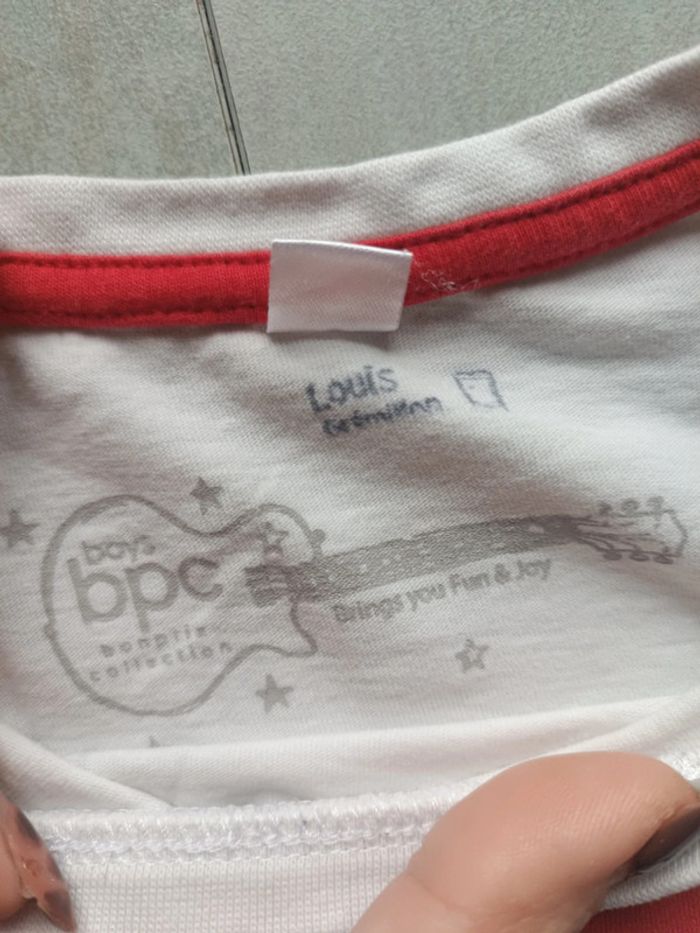 Louis
boys
bpc
bonprix
collection
Brings you Fun & Joy